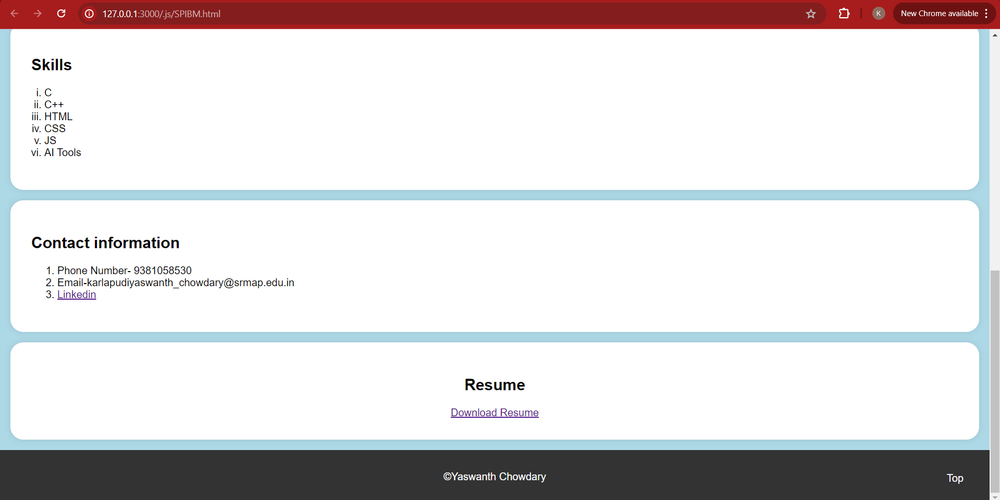 127.0.0.1:3000/.js/SPIBM.html
K
New Chrome available
Skills
i. C
ii. C++
iii. HTML
iv. CSS
v. JS
vi. AI Tools
Contact information
1. Phone Number- 9381058530
2. Email-karlapudiyaswanth_chowdary@srmap.edu.in
3. Linkedin
Resume
Download Resume
©Yaswanth Chowdary
Top